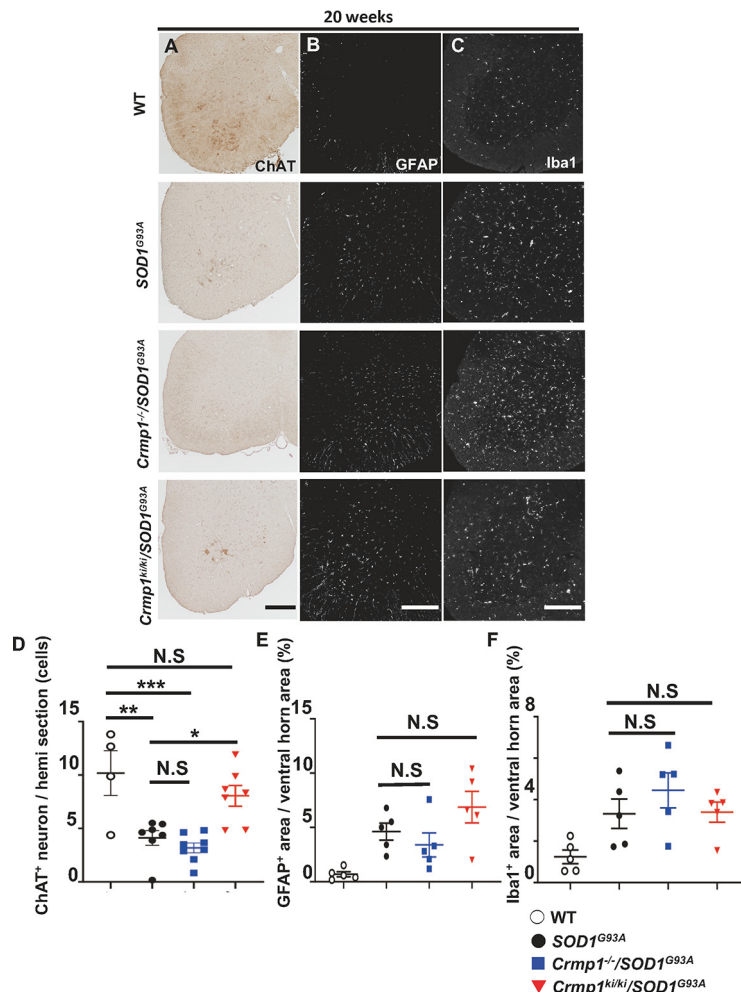 20 weeks
A B C
WT
ChAT GFAP Iba1
SOD1G93A
Crmp1-/-/SOD1G93A
Crmp1ki/ki/SOD1G93A
D
ChAT+ neuron / hemi section (cells)
15
10
5
0
N.S
***
**
*
N.S
E
GFAP+ area / ventral horn area (%)
15
10
5
0
N.S
N.S
F
Iba1+ area / ventral horn area (%)
8
4
0
N.S
N.S
WT
SOD1G93A
Crmp1-/-/SOD1G93A
Crmp1ki/ki/SOD1G93A